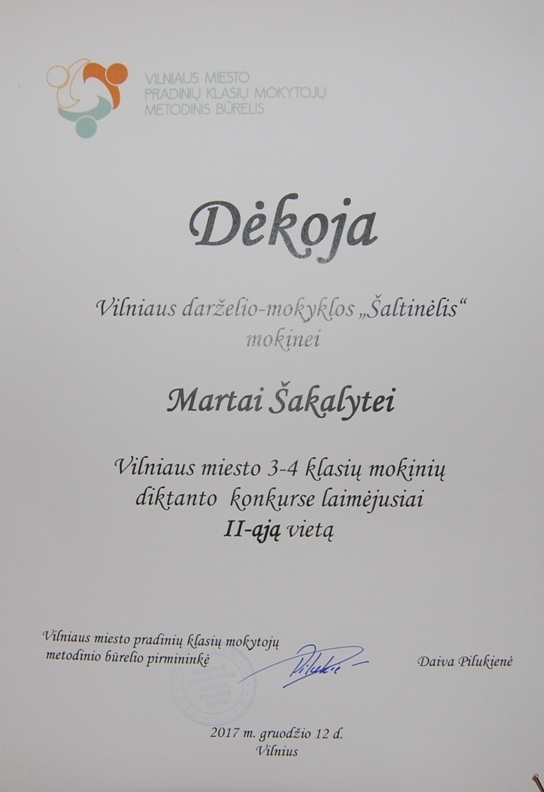 VILNIAUS MIESTO
PRADINIŲ KLASIŲ MOKYTOJŲ
METODINIS BŪRELIS
Dėkoja
Vilniaus darželio-mokyklos „Šaltinėlis“
mokinei
Martai Šakalytei
Vilniaus miesto 3-4 klasių mokinių
diktanto konkurse laimėjusiai
II-ąją vietą
Vilniaus miesto pradinių klasių mokytojų
metodinio būrelio pirmininkė
Daiva Pilukienė
2017 m. gruodžio 12 d.
Vilnius